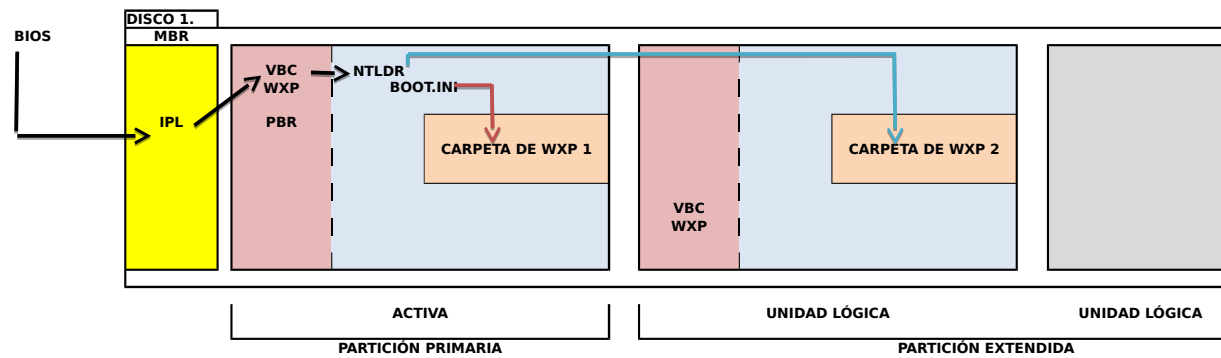 DISCO 1.
BIOS
MBR
VBC
WXP
NTLDR
BOOT.INI
IPL
PBR
CARPETA DE WXP 1
CARPETA DE WXP 2
VBC
WXP
ACTIVA
UNIDAD LÓGICA
UNIDAD LÓGICA
PARTICIÓN PRIMARIA
PARTICIÓN EXTENDIDA